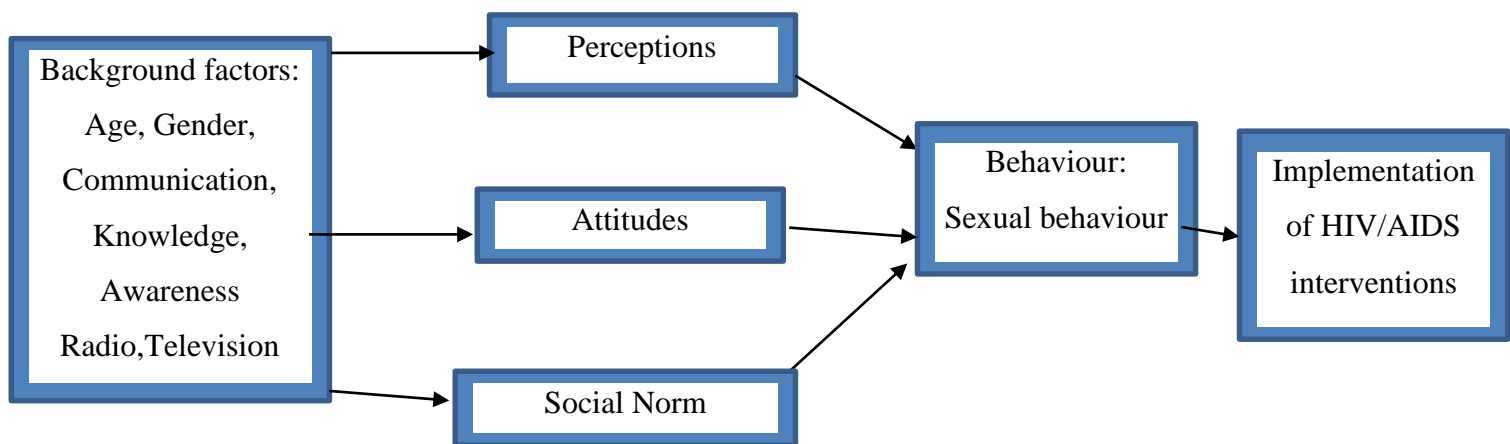 Background factors:
Age, Gender,
Communication,
Knowledge,
Awareness
Radio,Television
Perceptions
Attitudes
Social Norm
Behaviour:
Sexual behaviour
Implementation
of HIV/AIDS
interventions